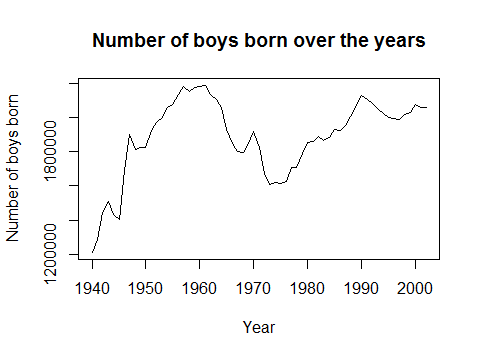 Number of boys born over the years
Number of boys born
1800000
1200000
1940 1950 1960 1970 1980 1990 2000
Year